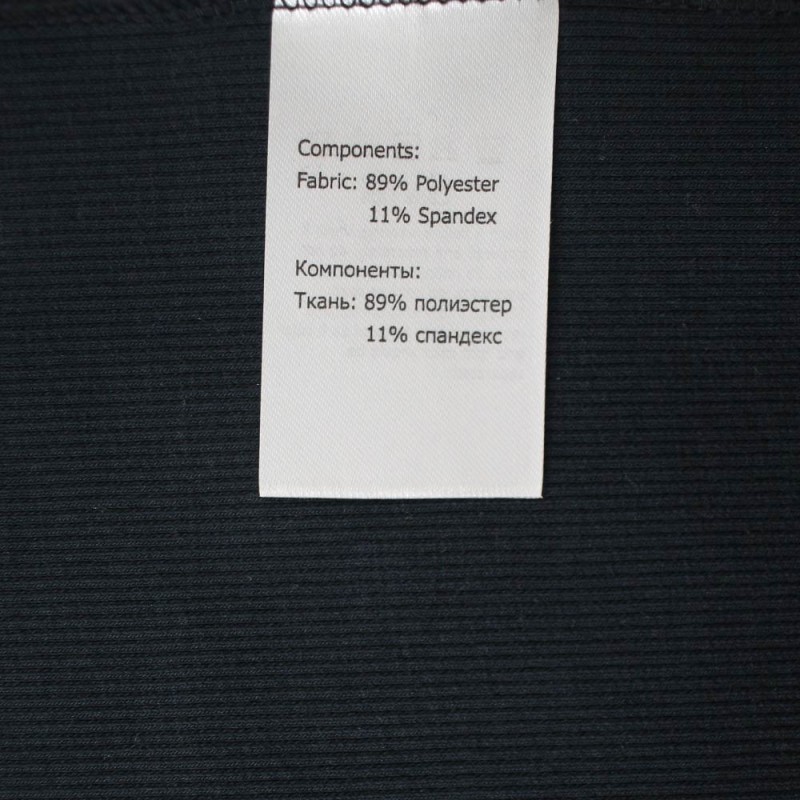 Components:
Fabric: 89% Polyester
11% Spandex
Компоненты:
Ткань: 89% полиэстер
11% спандекс